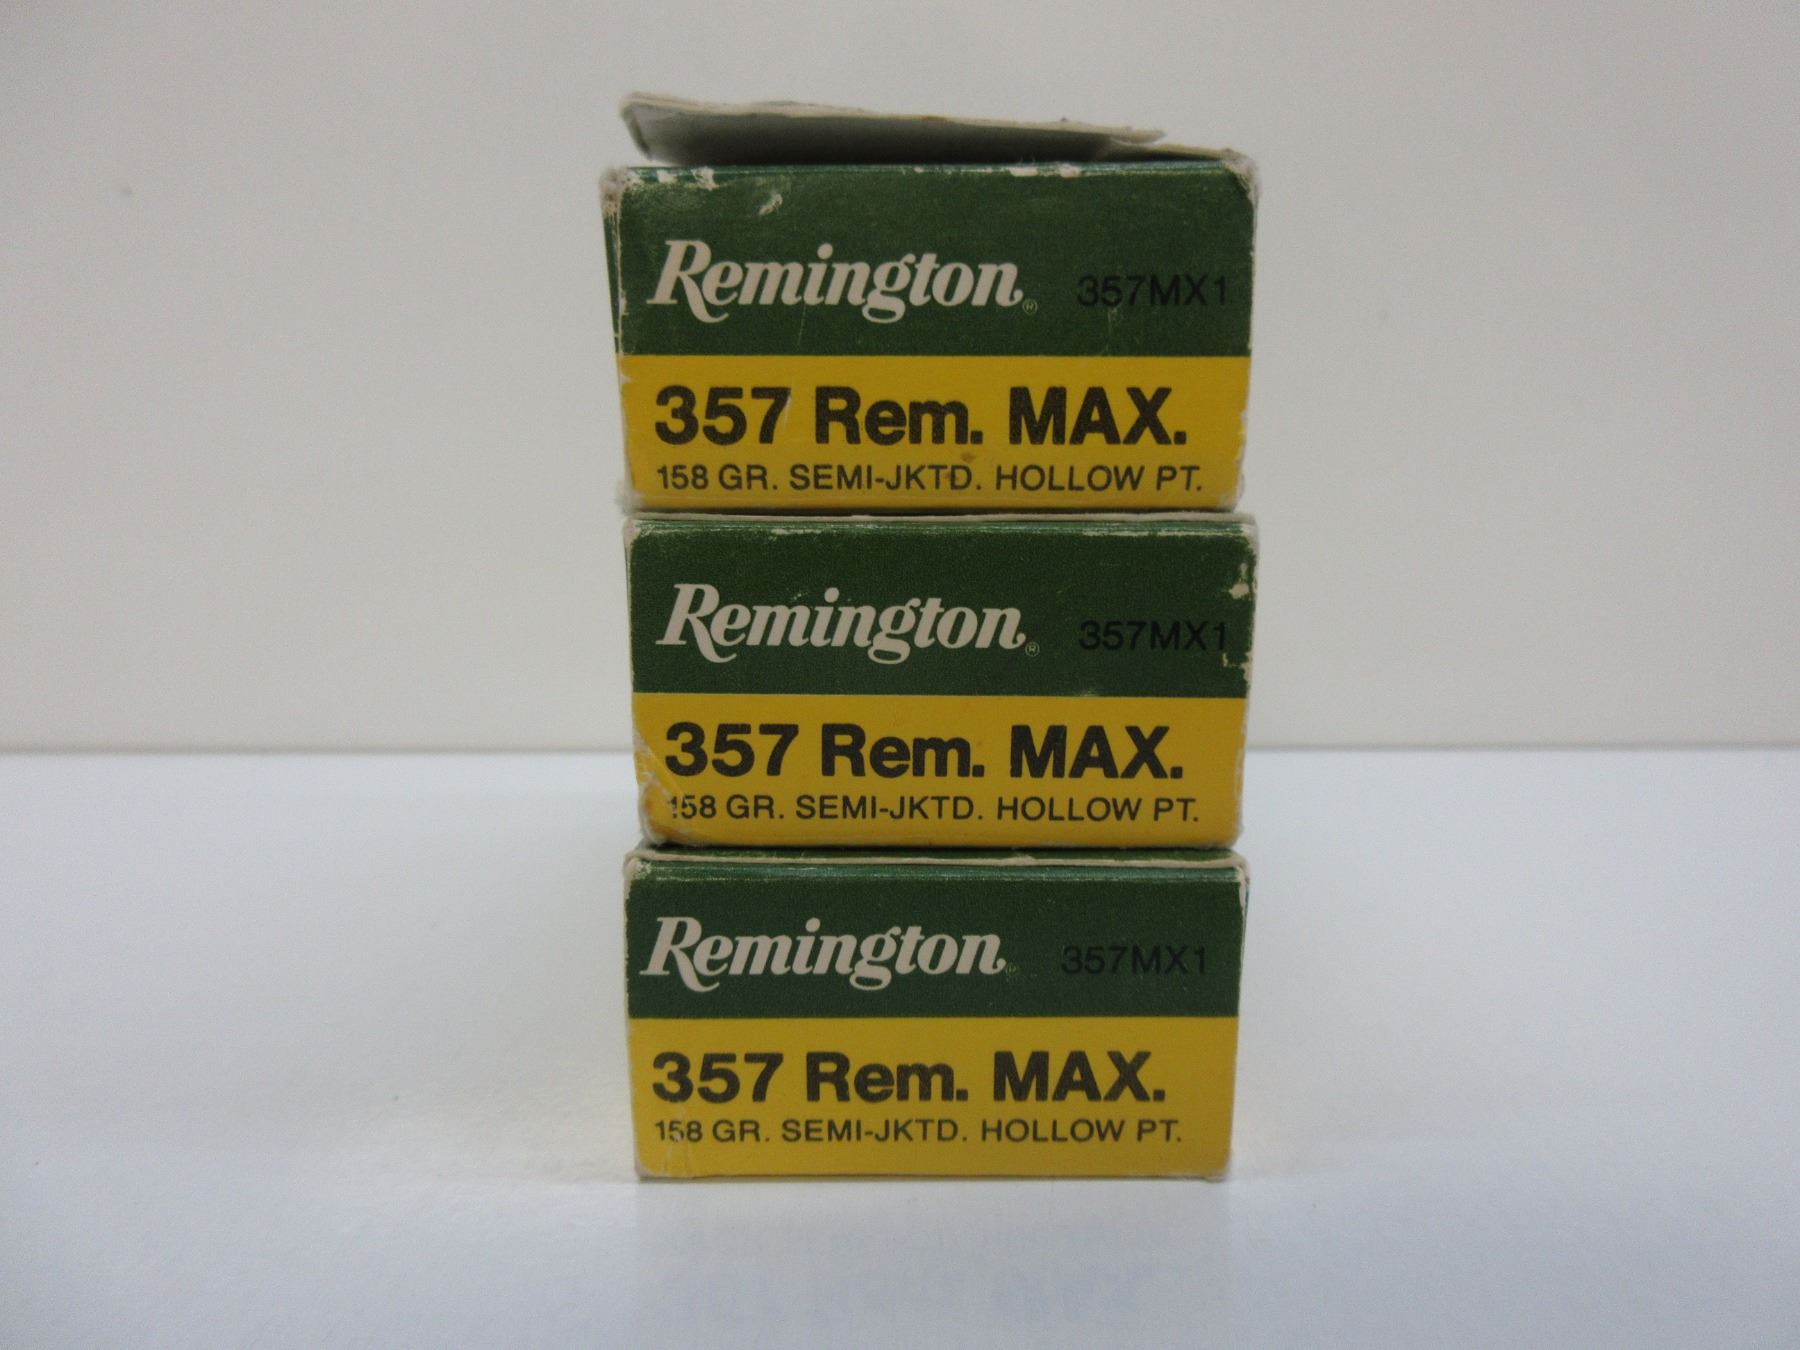 Remington® 357MX1
357 Rem. MAX.
158 GR. SEMI-JKTD. HOLLOW PT.
Remington® 357MX1
357 Rem. MAX.
158 GR. SEMI-JKTD. HOLLOW PT.
Remington® 357MX1
357 Rem. MAX.
158 GR. SEMI-JKTD. HOLLOW PT.